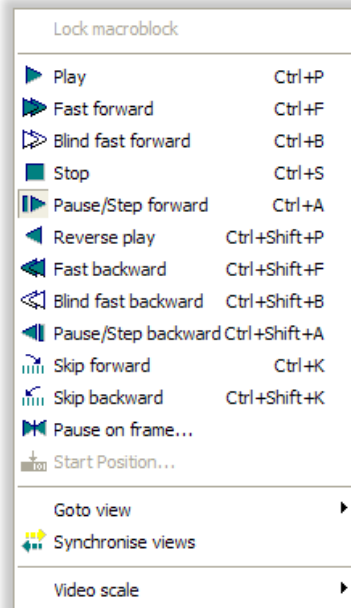 Lock macroblock
Play Ctrl+P
Fast forward Ctrl+F
Blind fast forward Ctrl+B
Stop Ctrl+S
Pause/Step forward Ctrl+A
Reverse play Ctrl+Shift+P
Fast backward Ctrl+Shift+F
Blind fast backward Ctrl+Shift+B
Pause/Step backward Ctrl+Shift+A
Skip forward Ctrl+K
Skip backward Ctrl+Shift+K
Pause on frame...
Start Position...
Goto view
Synchronise views
Video scale